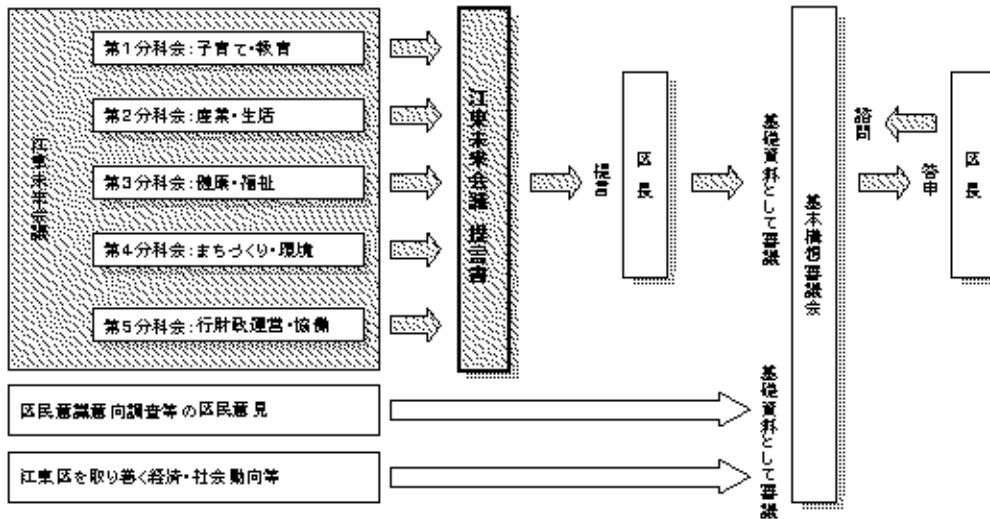 江東未来会議
第1分科会:子育て・教育
第2分科会:産業・生活
第3分科会:健康・福祉
第4分科会:まちづくり・環境
第5分科会:行財政運営・協働
江東未来会議 提言書
提言
区長
基礎資料として審議
基本構想審議会
諮問
答申
区長
区民意識意向調査等の区民意見
基礎資料として審議
江東区を取り巻く経済・社会動向等